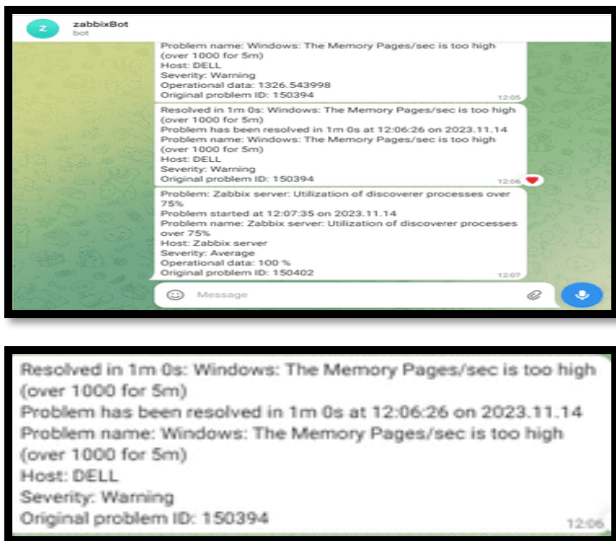 Z
zabbixBot
bot
Problem name: Windows: The Memory Pages/sec is too high
(over 1000 for 5m)
Host: DELL
Severity: Warning
Operational data: 1326.543998
Original problem ID: 150394
12:05
Resolved in 1m 0s: Windows: The Memory Pages/sec is too high
(over 1000 for 5m)
Problem has been resolved in 1m 0s at 12:06:26 on 2023.11.14
Problem name: Windows: The Memory Pages/sec is too high
(over 1000 for 5m)
Host: DELL
Severity: Warning
Original problem ID: 150394
12:06
Problem: Zabbix server: Utilization of discoverer processes over
75%
Problem started at 12:07:35 on 2023.11.14
Problem name: Zabbix server: Utilization of discoverer processes
over 75%
Host: Zabbix server
Severity: Average
Operational data: 100 %
Original problem ID: 150402
12:07
Message
Resolved in 1m 0s: Windows: The Memory Pages/sec is too high
(over 1000 for 5m)
Problem has been resolved in 1m 0s at 12:06:26 on 2023.11.14
Problem name: Windows: The Memory Pages/sec is too high
(over 1000 for 5m)
Host: DELL
Severity: Warning
Original problem ID: 150394
12:06